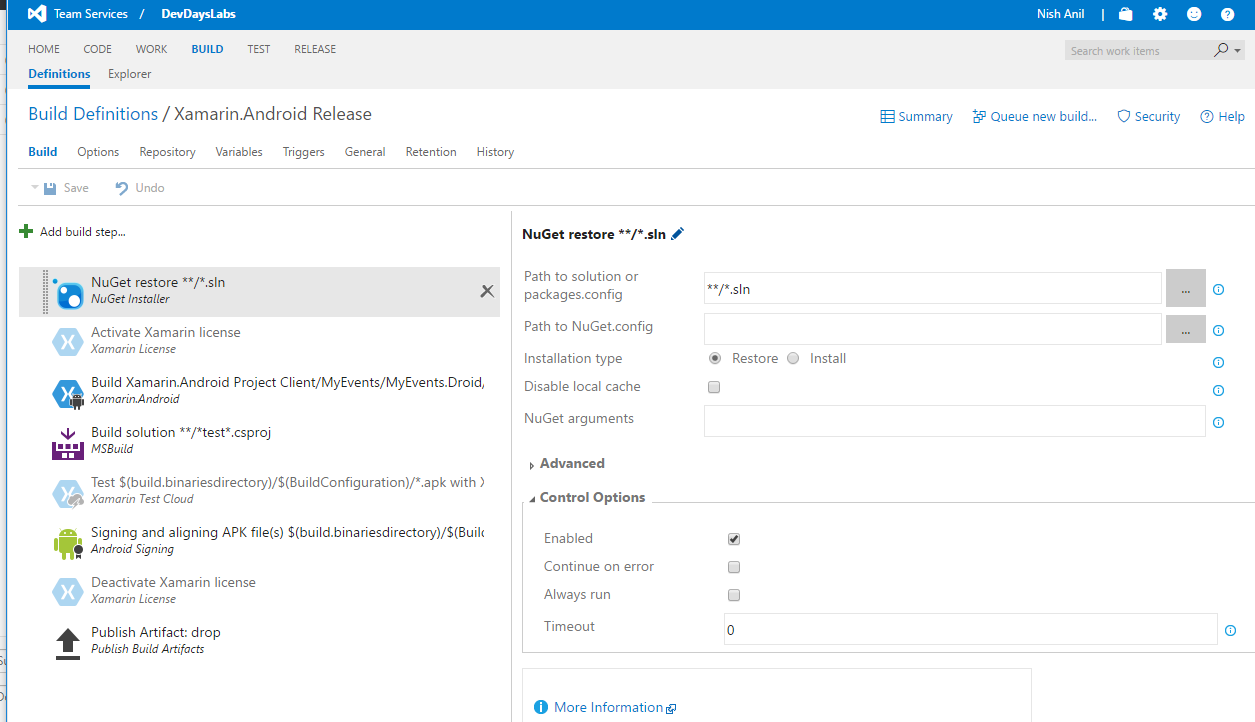 Team Services / DevDaysLabs Nish Anil |
HOME CODE WORK BUILD TEST RELEASE
Search work items
Definitions Explorer
Build Definitions / Xamarin.Android Release
Summary Queue new build... Security Help
Build Options Repository Variables Triggers General Retention History
Save Undo
Add build step...
NuGet restore **/*.sln
NuGet Installer
Activate Xamarin license
Xamarin License
Build Xamarin.Android Project Client/MyEvents/MyEvents.Droid,
Xamarin.Android
Build solution **/*test*.csproj
MSBuild
Test $(build.binariesdirectory)/$(BuildConfiguration)/*.apk with X
Xamarin Test Cloud
Signing and aligning APK file(s) $(build.binariesdirectory)/$(Build
Android Signing
Deactivate Xamarin license
Xamarin License
Publish Artifact: drop
Publish Build Artifacts
NuGet restore **/*.sln
Path to solution or
packages.config
**/*.sln ...
Path to NuGet.config ...
Installation type Restore Install
Disable local cache
NuGet arguments
Advanced
Control Options
Enabled
Continue on error
Always run
Timeout 0
More Information